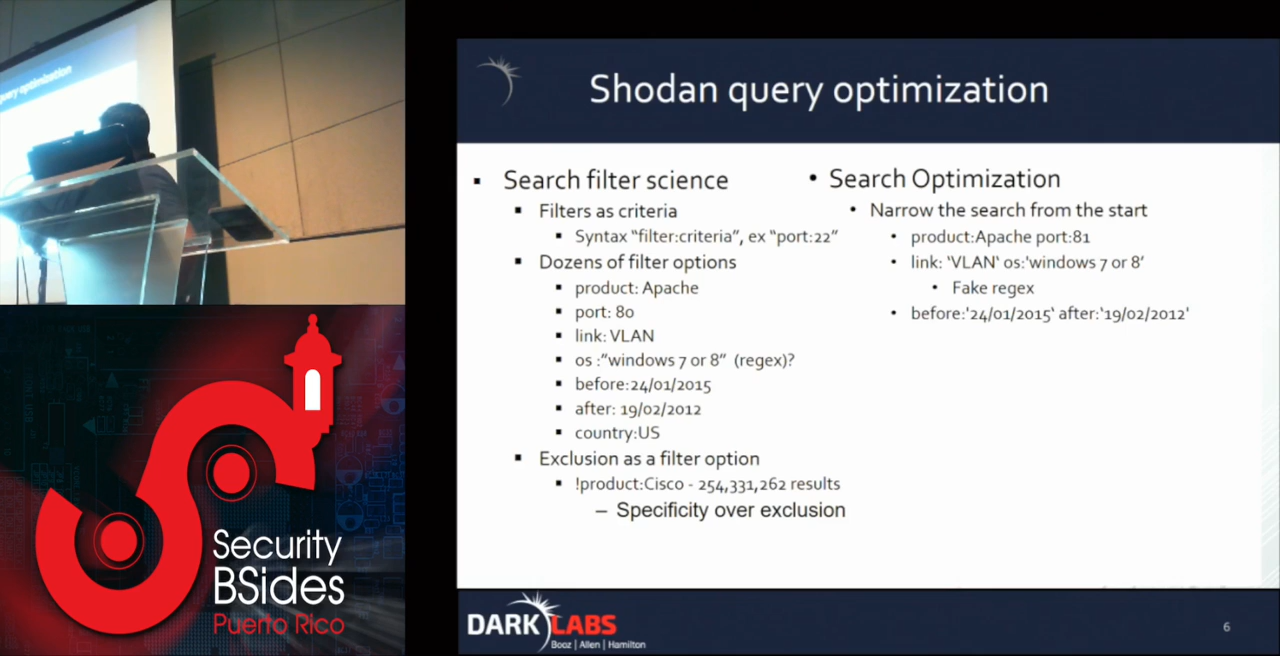 query optimization
Security
BSides
Puerto Rico
Shodan query optimization
Search filter science
Filters as criteria
Syntax “filter:criteria”, ex “port:22”
Dozens of filter options
product: Apache
port: 80
link: VLAN
os :”windows 7 or 8” (regex)?
before:24/01/2015
after: 19/02/2012
country:US
Exclusion as a filter option
!product:Cisco - 254,331,262 results
– Specificity over exclusion
Search Optimization
Narrow the search from the start
product:Apache port:81
link: ‘VLAN‘ os:'windows 7 or 8’
Fake regex
before:'24/01/2015‘ after:‘19/02/2012'
DARK LABS
Booz | Allen | Hamilton
6